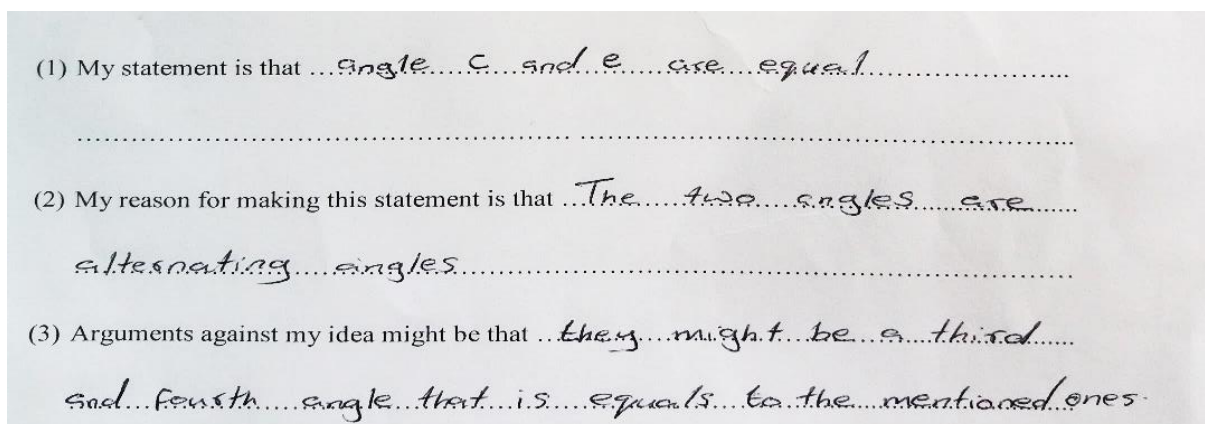 (1) My statement is that ...angle....c...and..e.....are....equal.....................
........................................................................................................
(2) My reason for making this statement is that ...The.....two....angles.....are.......
alternating....angles...............................................................................
(3) Arguments against my idea might be that ...they....might...be...a...third......
and...fourth.....angle...that...is....equals...to..the....mentioned..ones.